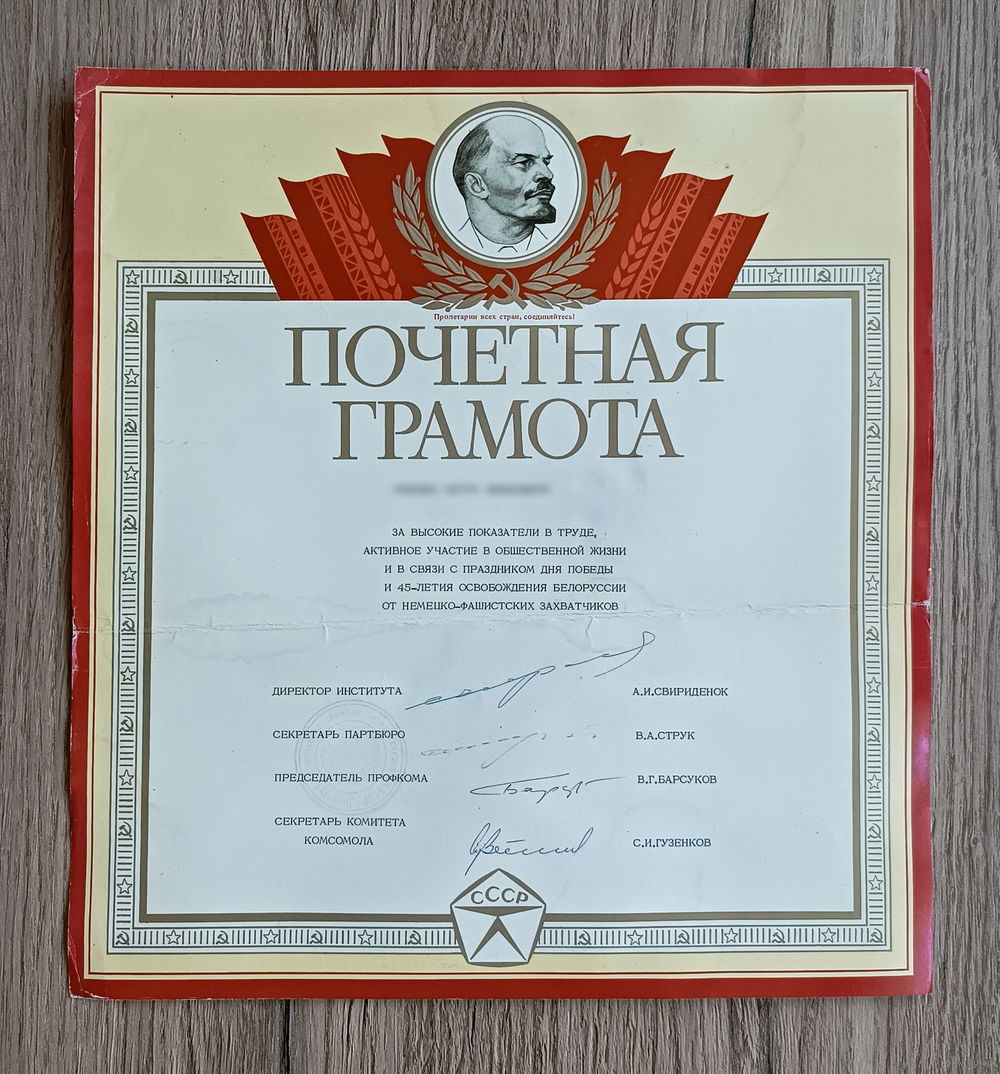 Пролетарии всех стран, соединяйтесь!
ПОЧЕТНАЯ
ГРАМОТА
ЗА ВЫСОКИЕ ПОКАЗАТЕЛИ В ТРУДЕ,
АКТИВНОЕ УЧАСТИЕ В ОБЩЕСТВЕННОЙ ЖИЗНИ
И В СВЯЗИ С ПРАЗДНИКОМ ДНЯ ПОБЕДЫ
И 45-ЛЕТИЯ ОСВОБОЖДЕНИЯ БЕЛОРУССИИ
ОТ НЕМЕЦКО-ФАШИСТСКИХ ЗАХВАТЧИКОВ
ДИРЕКТОР ИНСТИТУТА А.И.СВИРИДЕНОК
СЕКРЕТАРЬ ПАРТБЮРО В.А.СТРУК
ПРЕДСЕДАТЕЛЬ ПРОФКОМА В.Г.БАРСУКОВ
СЕКРЕТАРЬ КОМИТЕТА
КОМСОМОЛА С.И.ГУЗЕНКОВ
СССР